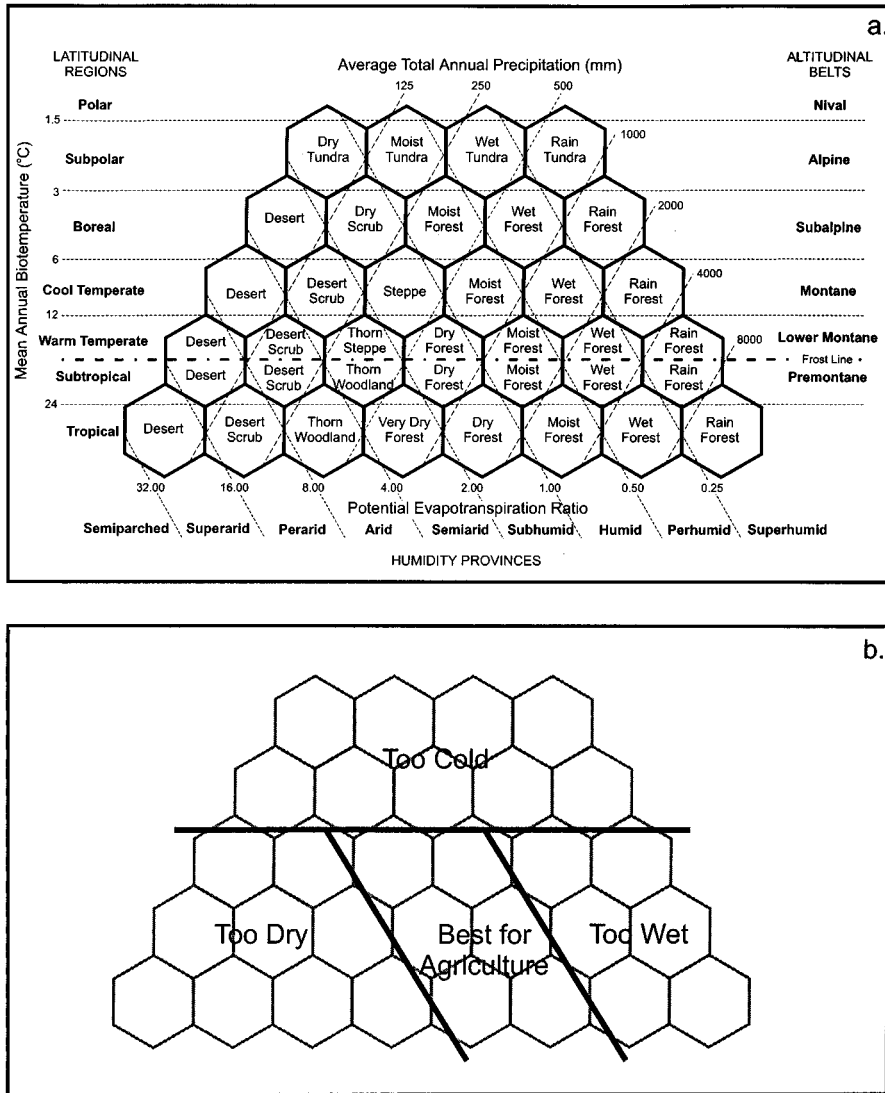 a.
LATITUDINAL
REGIONS
Average Total Annual Precipitation (mm)
ALTITUDINAL
BELTS
125 250 500
Polar
Nival
1.5
1000
Dry
Tundra
Moist
Tundra
Wet
Tundra
Rain
Tundra
Subpolar
Alpine
3
2000
Desert
Dry
Scrub
Moist
Forest
Wet
Forest
Rain
Forest
Boreal
Subalpine
6
4000
Cool Temperate
Desert
Desert
Scrub
Steppe
Moist
Forest
Wet
Forest
Rain
Forest
Montane
12
8000
Warm Temperate
Desert
Desert
Scrub
Thorn
Steppe
Dry
Forest
Moist
Forest
Wet
Forest
Rain
Forest
Lower Montane
Frost Line
Subtropical
Desert
Desert
Scrub
Thorn
Woodland
Dry
Forest
Moist
Forest
Wet
Forest
Rain
Forest
Premontane
24
Tropical
Desert
Desert
Scrub
Thorn
Woodland
Very Dry
Forest
Dry
Forest
Moist
Forest
Wet
Forest
Rain
Forest
Mean Annual Biotemperature (°C)
32.00 16.00 8.00 4.00 2.00 1.00 0.50 0.25
Potential Evapotranspiration Ratio
Semiparched Superarid Perarid Arid Semiarid Subhumid Humid Perhumid Superhumid
HUMIDITY PROVINCES
b.
Too Cold
Too Dry
Best for
Agriculture
Too Wet